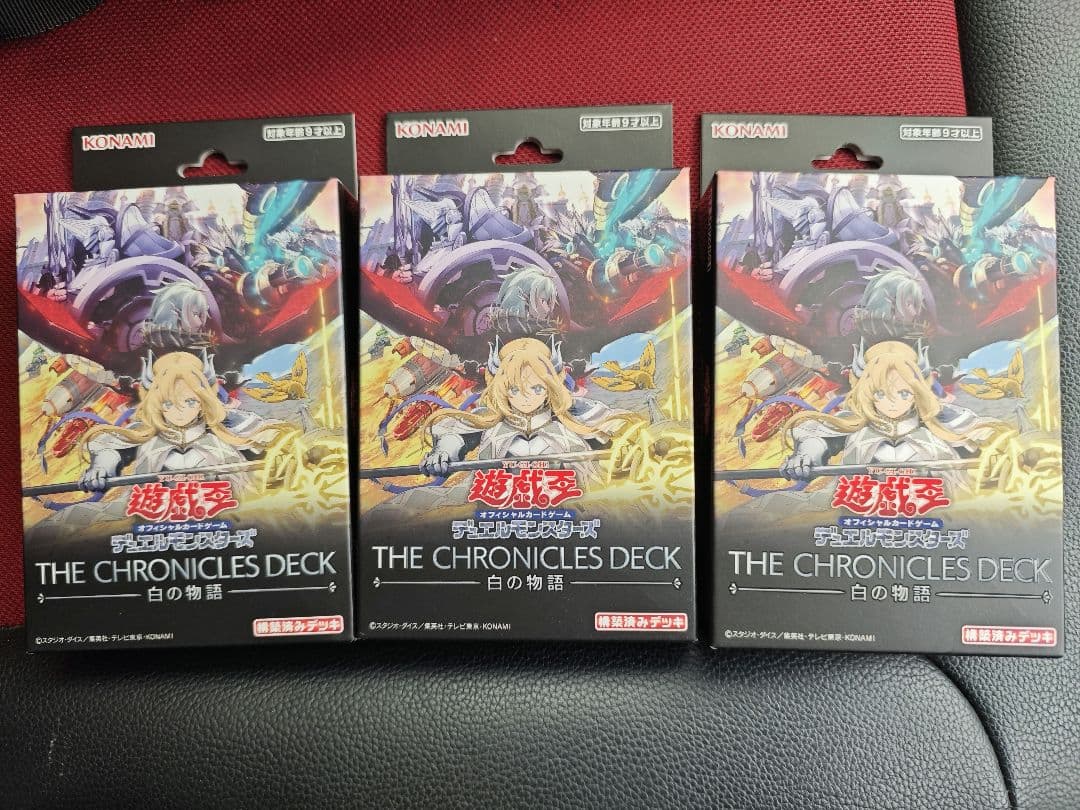 KONAMI
対象年齢9才以上
YU-GI-OH!
遊戯王
オフィシャルカードゲーム
デュエルモンスターズ
THE CHRONICLES DECK
白の物語
©スタジオ・ダイス/集英社・テレビ東京・KONAMI
構築済みデッキ
KONAMI
対象年齢9才以上
YU-GI-OH!
遊戯王
オフィシャルカードゲーム
デュエルモンスターズ
THE CHRONICLES DECK
白の物語
©スタジオ・ダイス/集英社・テレビ東京・KONAMI
構築済みデッキ
KONAMI
対象年齢9才以上
YU-GI-OH!
遊戯王
オフィシャルカードゲーム
デュエルモンスターズ
THE CHRONICLES DECK
白の物語
©スタジオ・ダイス/集英社・テレビ東京・KONAMI
構築済みデッキ